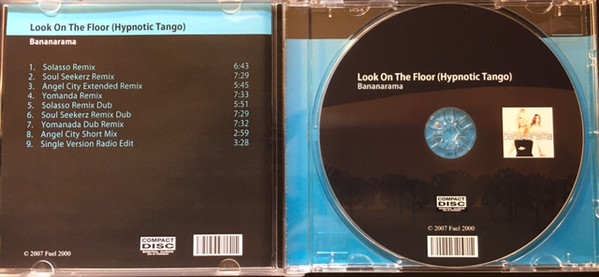 Look On The Floor (Hypnotic Tango)
Bananarama
1. Solasso Remix 6:43
2. Soul Seekerz Remix 7:29
3. Angel City Extended Remix 5:45
4. Yomanda Remix 7:33
5. Solasso Remix Dub 5:51
6. Soul Seekerz Remix Dub 7:29
7. Yomanada Dub Remix 7:32
8. Angel City Short Mix 2:59
9. Single Version Radio Edit 3:28
© 2007 Fuel 2000
COMPACT
DISC
Look On The Floor (Hypnotic Tango)
Bananarama
COMPACT
DISC
© 2007 Fuel 2000